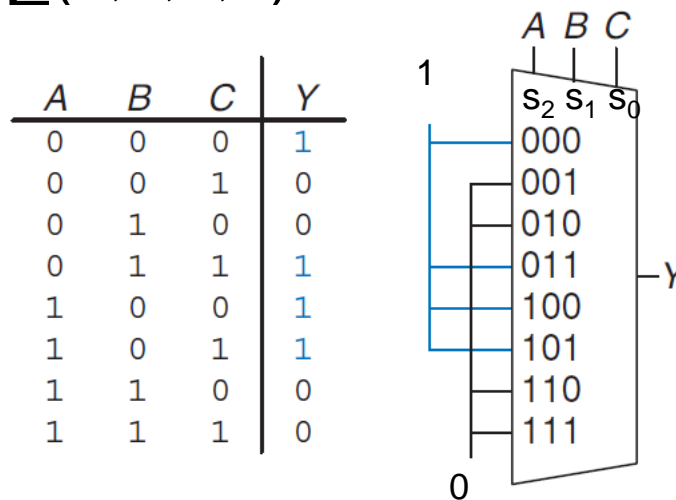 A B C Y
0 0 0 1
0 0 1 0
0 1 0 0
0 1 1 1
1 0 0 1
1 0 1 1
1 1 0 0
1 1 1 0
A B C
1
s₂ s₁ s₀
000
001
010
011
100
101
110
111
Y
0